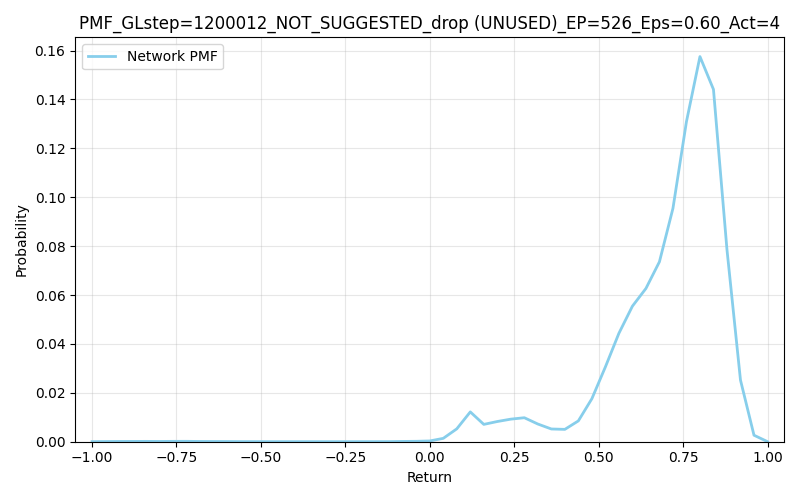 PMF_GLstep=1200012_NOT_SUGGESTED_drop (UNUSED)_EP=526_Eps=0.60_Act=4
Network PMF
0.16
0.14
0.12
0.10
0.08
0.06
0.04
0.02
0.00
Probability
−1.00 −0.75 −0.50 −0.25 0.00 0.25 0.50 0.75 1.00
Return